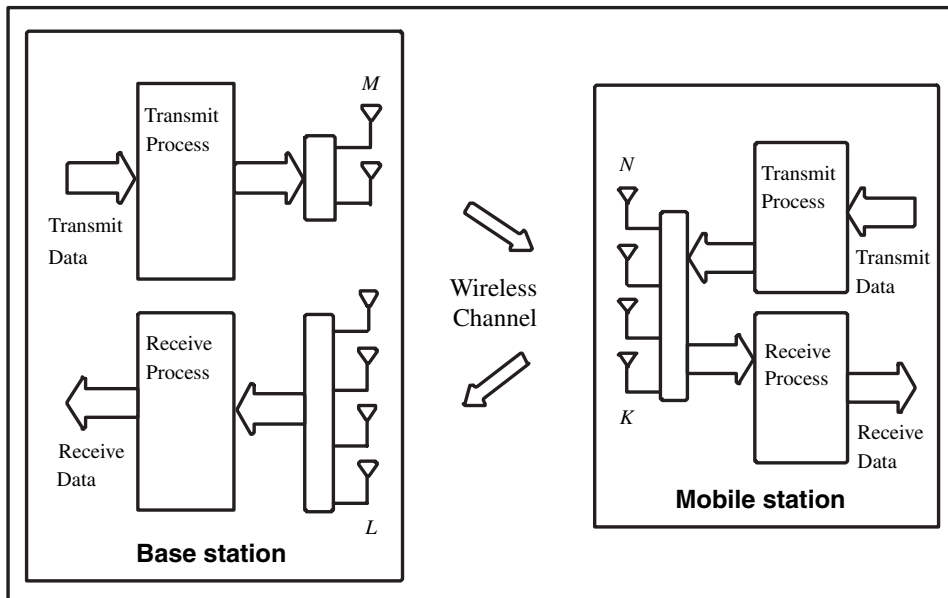 M
Transmit
Process
Transmit
Data
Receive
Process
Receive
Data
L
Base station
Wireless
Channel
N
Transmit
Process
Transmit
Data
Receive
Process
Receive
Data
K
Mobile station